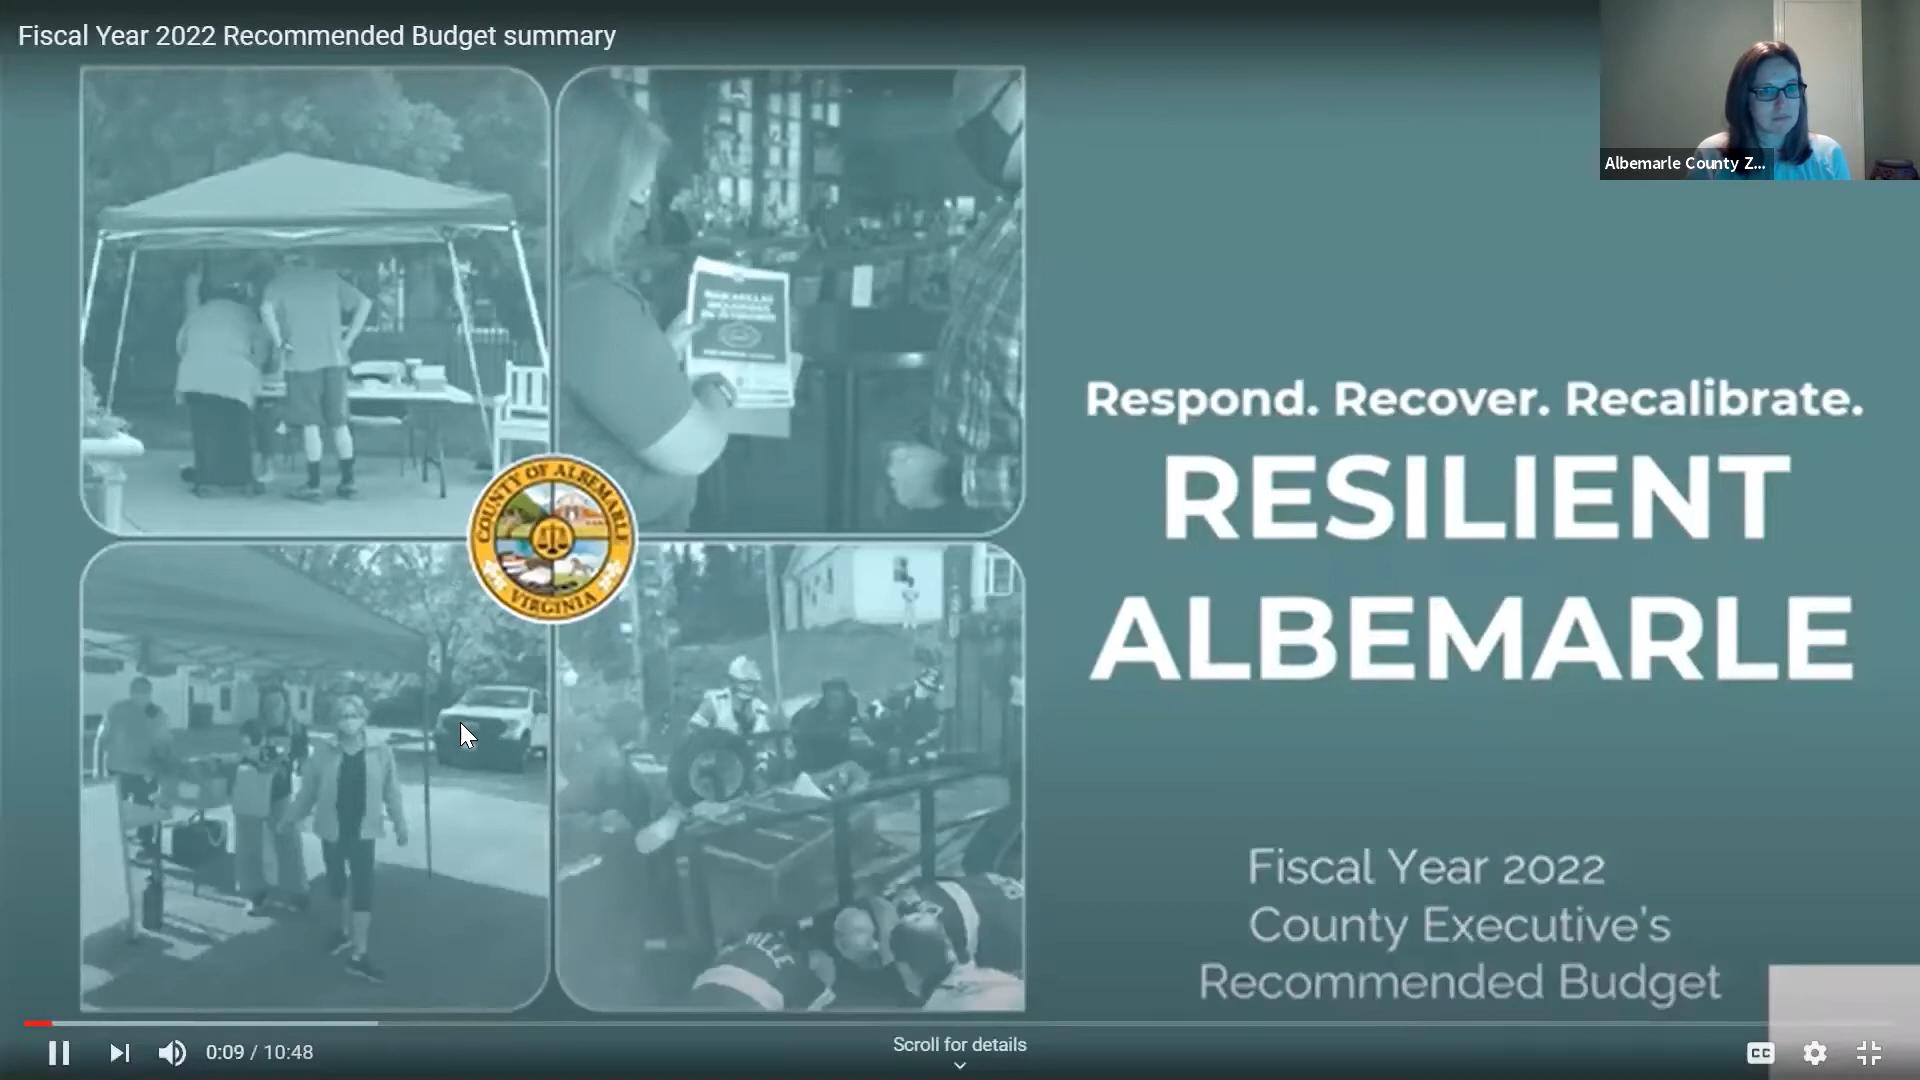 Fiscal Year 2022 Recommended Budget summary
Albemarle County Z...
COUNTY OF ALBEMARLE
VIRGINIA
Respond. Recover. Recalibrate.
RESILIENT
ALBEMARLE
Fiscal Year 2022
County Executive's
Recommended Budget
0:09 / 10:48
Scroll for details
CC